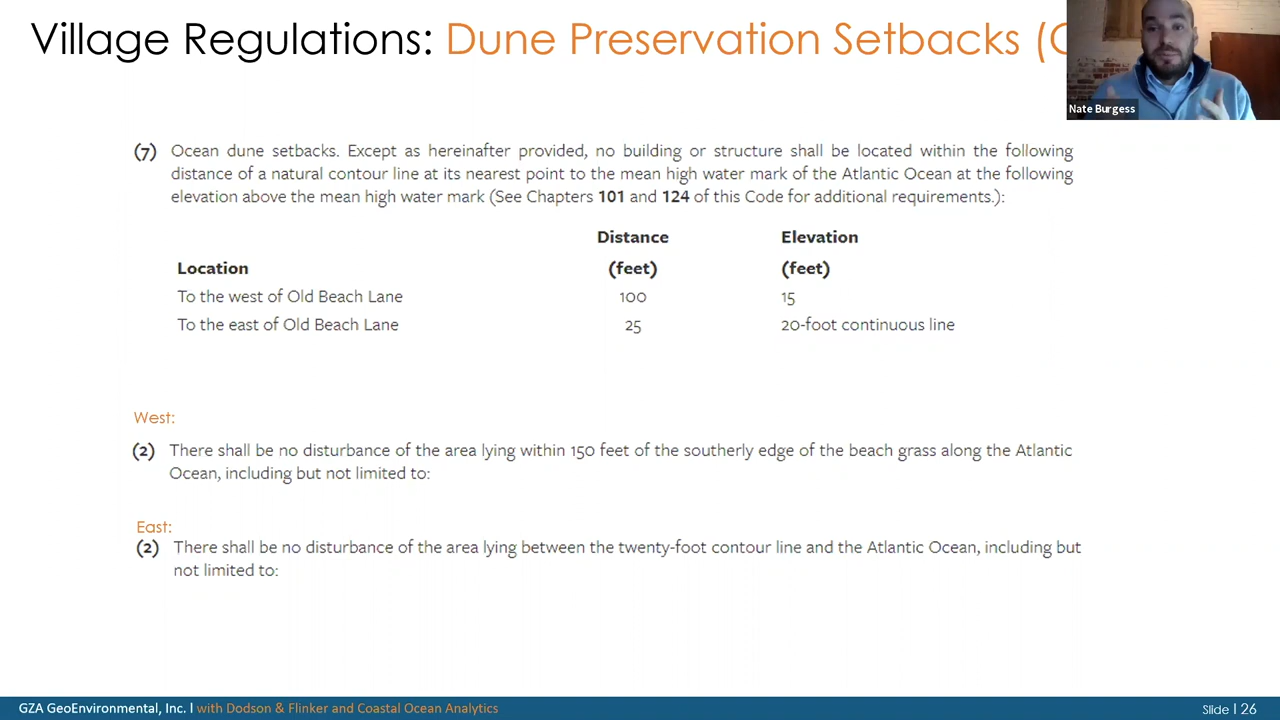 Village Regulations: Dune Preservation Setbacks (
Nate Burgess
(7) Ocean dune setbacks. Except as hereinafter provided, no building or structure shall be located within the following
distance of a natural contour line at its nearest point to the mean high water mark of the Atlantic Ocean at the following
elevation above the mean high water mark (See Chapters 101 and 124 of this Code for additional requirements.):
Distance Elevation
Location (feet) (feet)
To the west of Old Beach Lane 100 15
To the east of Old Beach Lane 25 20-foot continuous line
West:
(2) There shall be no disturbance of the area lying within 150 feet of the southerly edge of the beach grass along the Atlantic
Ocean, including but not limited to:
East:
(2) There shall be no disturbance of the area lying between the twenty-foot contour line and the Atlantic Ocean, including but
not limited to:
GZA GeoEnvironmental, Inc. | with Dodson & Flinker and Coastal Ocean Analytics
Slide | 26